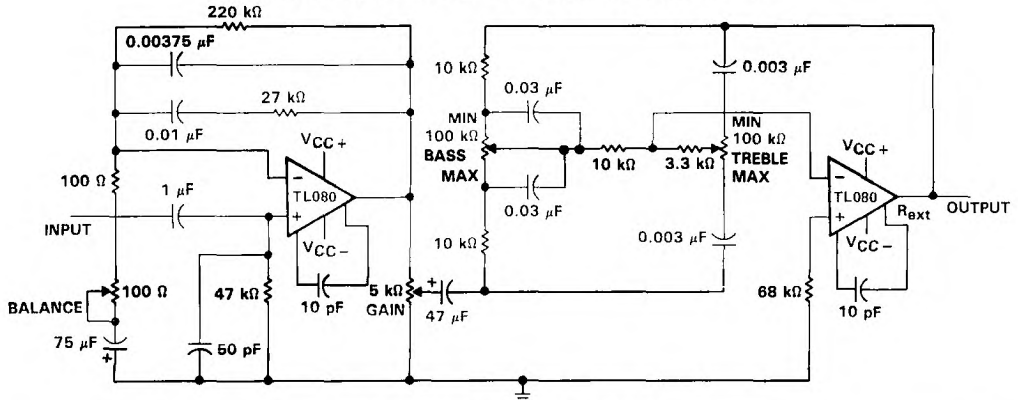 220 kΩ
0.00375 μF
27 kΩ
0.01 μF
100 Ω
1 μF
INPUT
VCC+
−
TL080
+
VCC−
10 pF
100 Ω
BALANCE
75 μF
+
47 kΩ
50 pF
5 kΩ
GAIN
+
47 μF
10 kΩ
0.03 μF
MIN
100 kΩ
BASS
MAX
0.03 μF
10 kΩ
10 kΩ
3.3 kΩ
0.003 μF
MIN
100 kΩ
TREBLE
MAX
0.003 μF
68 kΩ
VCC+
−
TL080
+
VCC−
Rext
OUTPUT
10 pF